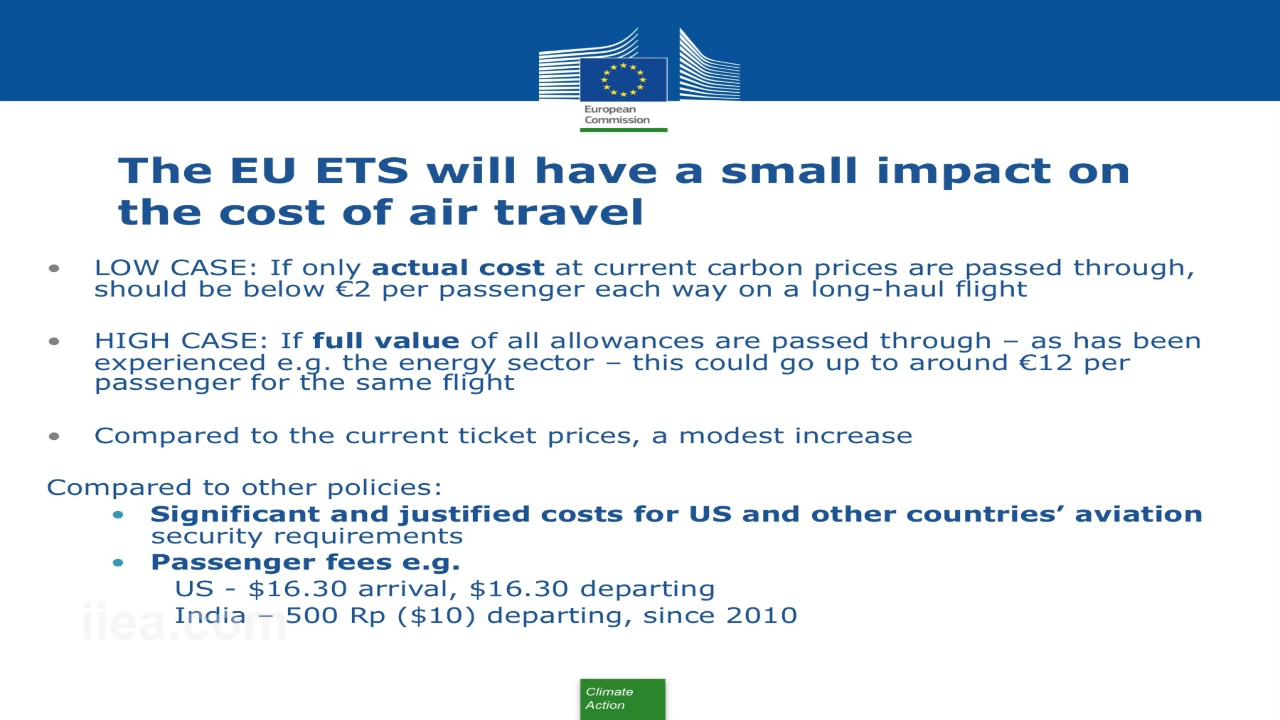 European
Commission
The EU ETS will have a small impact on
the cost of air travel
• LOW CASE: If only actual cost at current carbon prices are passed through,
should be below €2 per passenger each way on a long-haul flight
• HIGH CASE: If full value of all allowances are passed through – as has been
experienced e.g. the energy sector – this could go up to around €12 per
passenger for the same flight
• Compared to the current ticket prices, a modest increase
Compared to other policies:
• Significant and justified costs for US and other countries’ aviation
security requirements
• Passenger fees e.g.
US - $16.30 arrival, $16.30 departing
India – 500 Rp ($10) departing, since 2010
iiea.com
Climate
Action